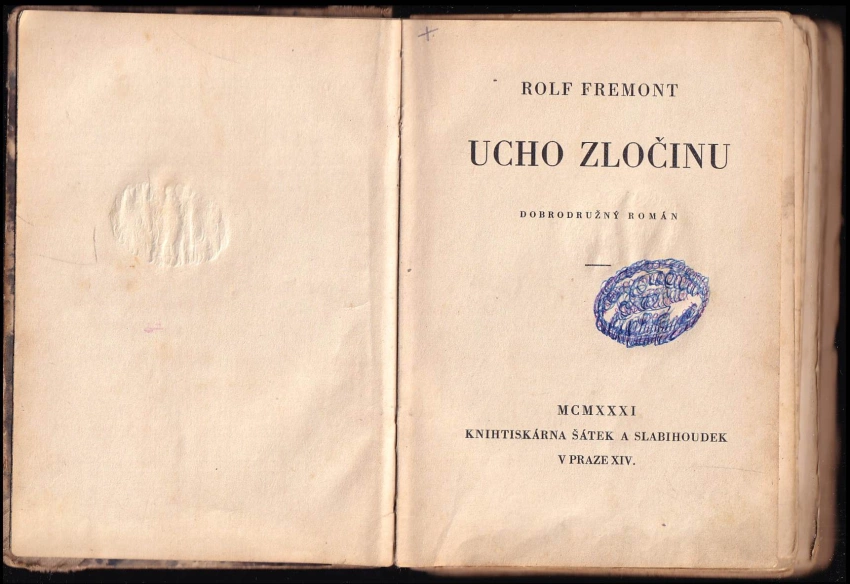 ROLF FREMONT
UCHO ZLOČINU
DOBRODRUŽNÝ ROMÁN
MCMXXXI
KNIHTISKÁRNA ŠÁTEK A SLABIHOUDEK
V PRAZE XIV.